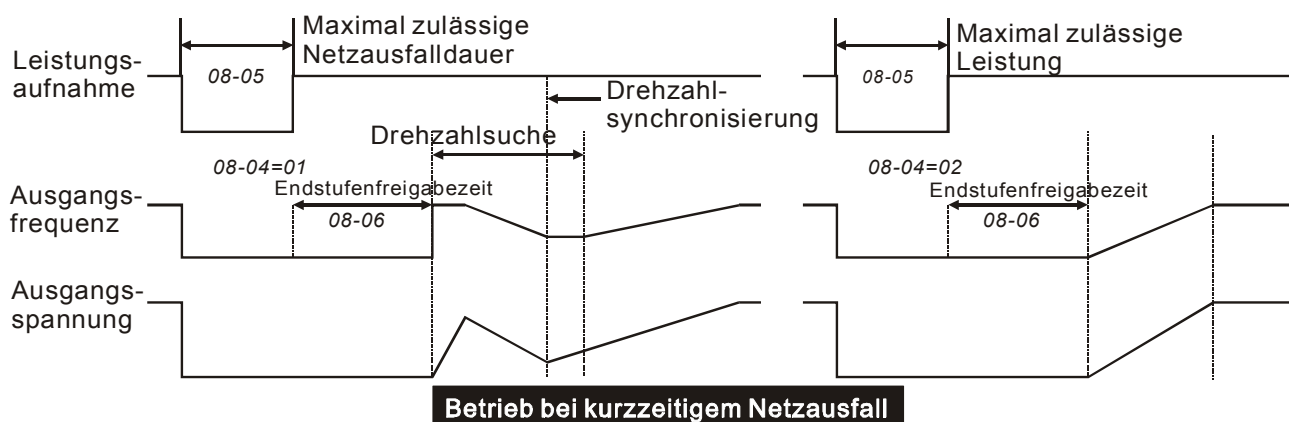 Maximal zulässige
Netzausfalldauer
Maximal zulässige
Leistung
Leistungs-
aufnahme
08-05
08-05
Drehzahl-
synchronisierung
Drehzahlsuche
08-04=01
08-04=02
Endstufenfreigabezeit
Endstufenfreigabezeit
Ausgangs-
frequenz
08-06
08-06
Ausgangs-
spannung
Betrieb bei kurzzeitigem Netzausfall